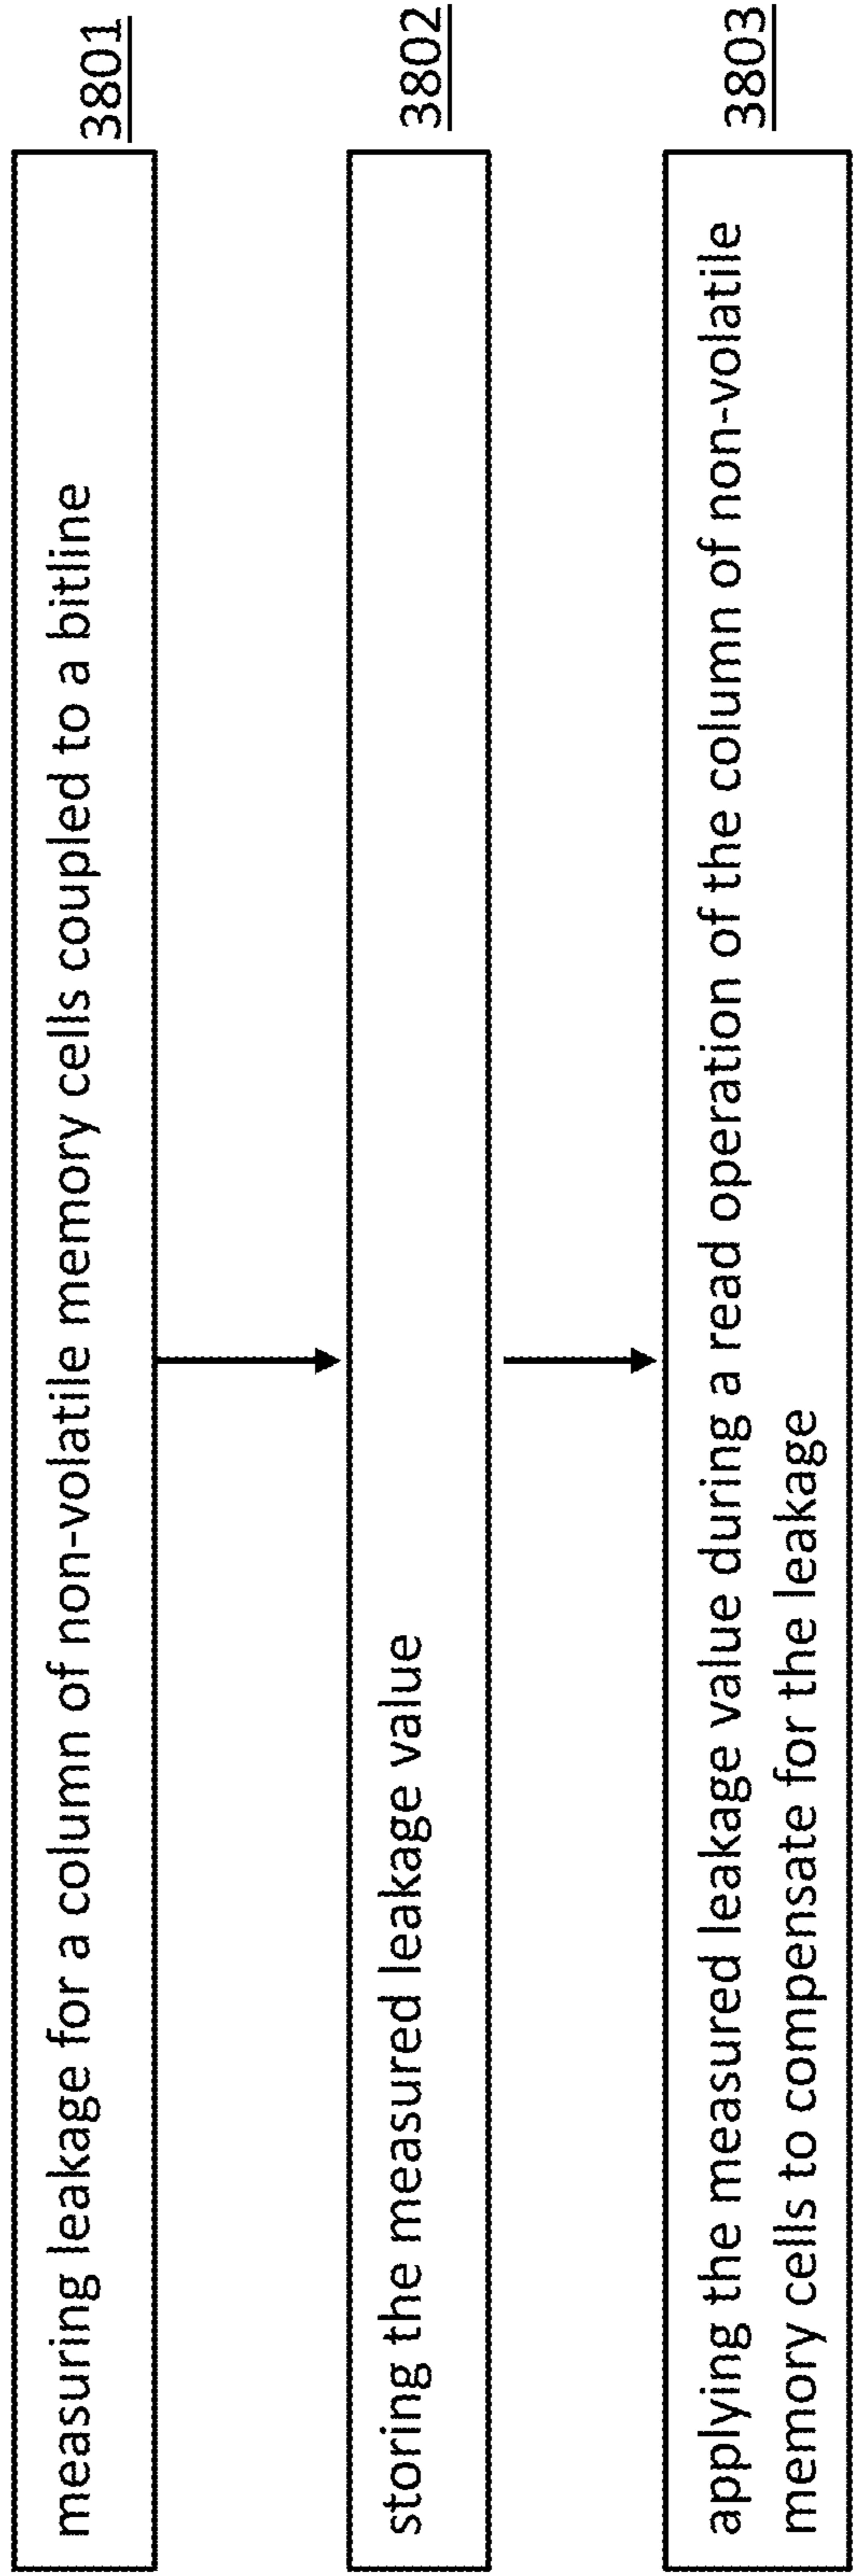 measuring leakage for a column of non-volatile memory cells coupled to a bitline
3801
storing the measured leakage value
3802
applying the measured leakage value during a read operation of the column of non-volatile
memory cells to compensate for the leakage
3803